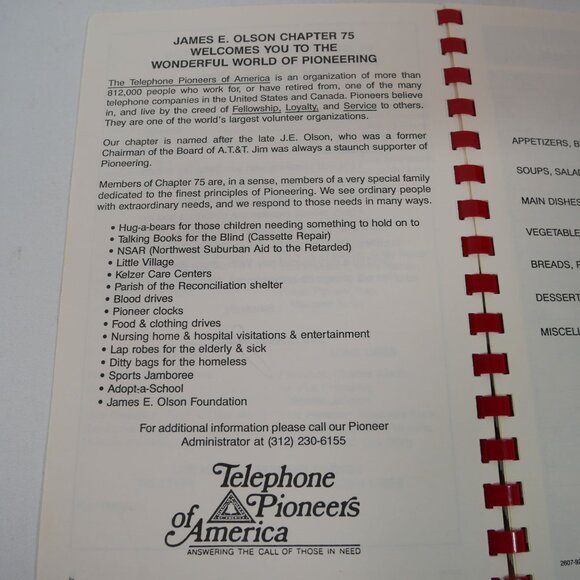 JAMES E. OLSON CHAPTER 75
WELCOMES YOU TO THE
WONDERFUL WORLD OF PIONEERING
The Telephone Pioneers of America is an organization of more than
812,000 people who work for, or have retired from, one of the many
telephone companies in the United States and Canada. Pioneers believe
in, and live by the creed of Fellowship, Loyalty, and Service to others.
They are one of the world's largest volunteer organizations.
Our chapter is named after the late J.E. Olson, who was a former
Chairman of the Board of A.T.&T. Jim was always a staunch supporter of
Pioneering.
Members of Chapter 75 are, in a sense, members of a very special family
dedicated to the finest principles of Pioneering. We see ordinary people
with extraordinary needs, and we respond to those needs in many ways.
• Hug-a-bears for those children needing something to hold on to
• Talking Books for the Blind (Cassette Repair)
• NSAR (Northwest Suburban Aid to the Retarded)
• Little Village
• Kelzer Care Centers
• Parish of the Reconciliation shelter
• Blood drives
• Pioneer clocks
• Food & clothing drives
• Nursing home & hospital visitations & entertainment
• Lap robes for the elderly & sick
• Ditty bags for the homeless
• Sports Jamboree
• Adopt-a-School
• James E. Olson Foundation
For additional information please call our Pioneer
Administrator at (312) 230-6155
Telephone
Pioneers
of America
ANSWERING THE CALL OF THOSE IN NEED
APPETIZERS, B
SOUPS, SALA
MAIN DISHES
VEGETABLE
BREADS, R
DESSERT
MISCELL
2607-92